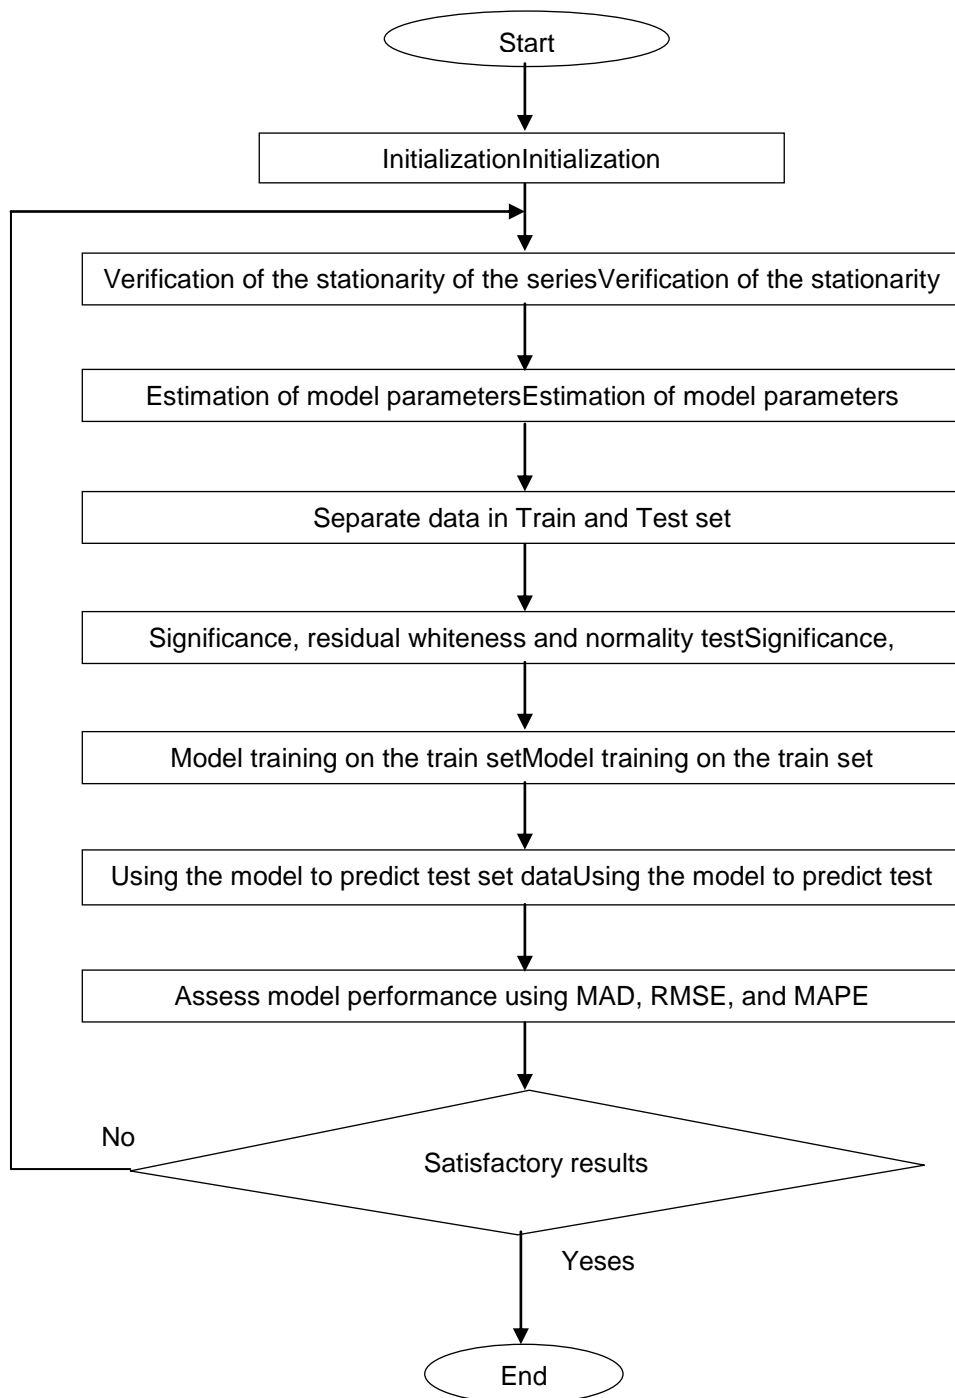 Start
InitializationInitialization
Verification of the stationarity of the seriesVerification of the stationarity
Estimation of model parametersEstimation of model parameters
Separate data in Train and Test set
Significance, residual whiteness and normality testSignificance,
Model training on the train setModel training on the train set
Using the model to predict test set dataUsing the model to predict test
Assess model performance using MAD, RMSE, and MAPE
No
Satisfactory results
Yeses
End